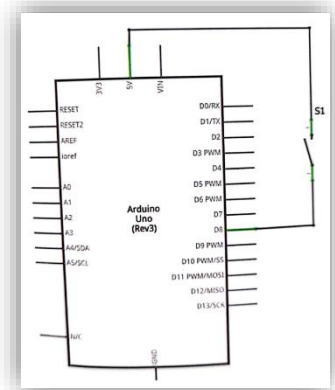 3V3
5V
VIN
RESET
RESET2
AREF
ioref
A0
A1
A2
A3
A4/SDA
A5/SCL
N/C
Arduino
Uno
(Rev3)
D0/RX
D1/TX
D2
D3 PWM
D4
D5 PWM
D6 PWM
D7
D8
D9 PWM
D10 PWM/SS
D11 PWM/MOSI
D12/MISO
D13/SCK
GND
S1